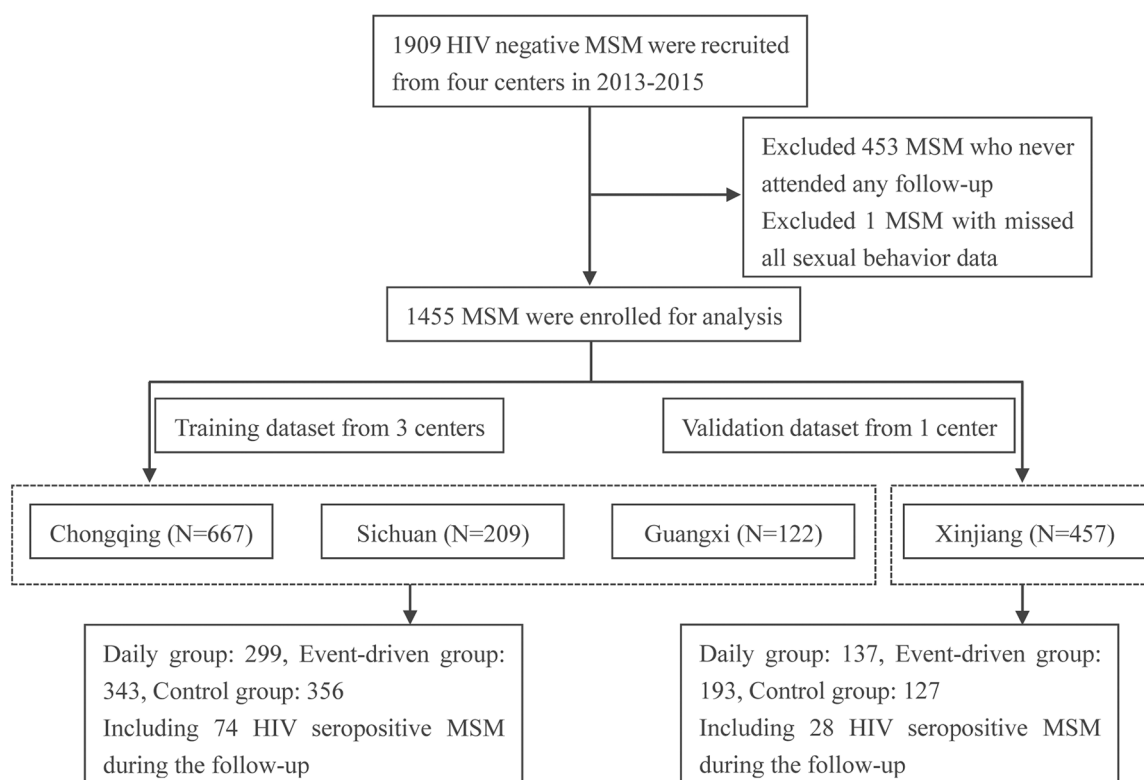 1909 HIV negative MSM were recruited
from four centers in 2013-2015
Excluded 453 MSM who never
attended any follow-up
Excluded 1 MSM with missed
all sexual behavior data
1455 MSM were enrolled for analysis
Training dataset from 3 centers
Validation dataset from 1 center
Chongqing (N=667)
Sichuan (N=209)
Guangxi (N=122)
Xinjiang (N=457)
Daily group: 299, Event-driven group:
343, Control group: 356
Including 74 HIV seropositive MSM
during the follow-up
Daily group: 137, Event-driven group:
193, Control group: 127
Including 28 HIV seropositive MSM
during the follow-up